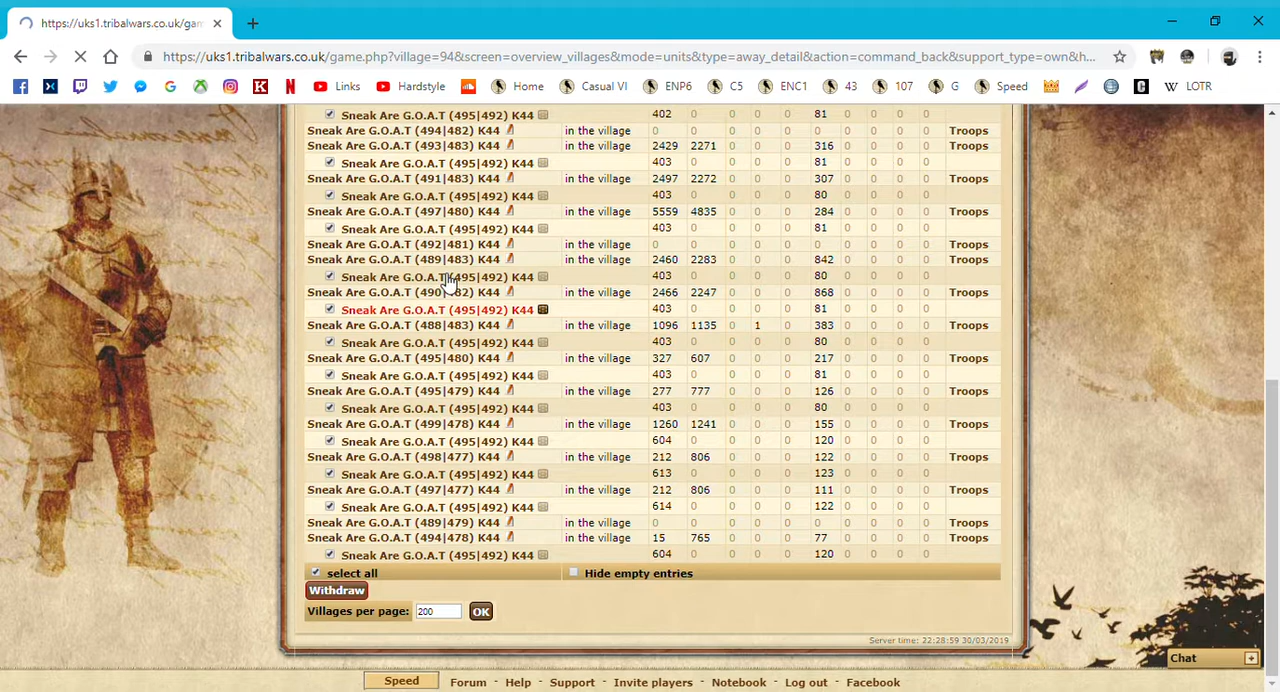 https://uks1.tribalwars.co.uk/gam
https://uks1.tribalwars.co.uk/game.php?village=94&screen=overview_villages&mode=units&type=away_detail&action=command_back&support_type=own&h...
Links Hardstyle Home Casual VI ENP6 C5 ENC1 43 107 G Speed LOTR
Sneak Are G.O.A.T (495|492) K44 402 0 0 0 0 81 0 0 0 0
Sneak Are G.O.A.T (494|482) K44 in the village 0 0 0 0 0 0 0 0 0 0 Troops
Sneak Are G.O.A.T (493|483) K44 in the village 2429 2271 0 0 0 316 0 0 0 0 Troops
Sneak Are G.O.A.T (495|492) K44 403 0 0 0 0 81 0 0 0 0
Sneak Are G.O.A.T (491|483) K44 in the village 2497 2272 0 0 0 307 0 0 0 0 Troops
Sneak Are G.O.A.T (495|492) K44 403 0 0 0 0 80 0 0 0 0
Sneak Are G.O.A.T (497|480) K44 in the village 5559 4835 0 0 0 284 0 0 0 0 Troops
Sneak Are G.O.A.T (495|492) K44 403 0 0 0 0 81 0 0 0 0
Sneak Are G.O.A.T (492|481) K44 in the village 0 0 0 0 0 0 0 0 0 0 Troops
Sneak Are G.O.A.T (489|483) K44 in the village 2460 2283 0 0 0 842 0 0 0 0 Troops
Sneak Are G.O.A.T (495|492) K44 403 0 0 0 0 80 0 0 0 0
Sneak Are G.O.A.T (490|482) K44 in the village 2466 2247 0 0 0 868 0 0 0 0 Troops
Sneak Are G.O.A.T (495|492) K44 403 0 0 0 0 81 0 0 0 0
Sneak Are G.O.A.T (488|483) K44 in the village 1096 1135 0 1 0 383 0 0 0 0 Troops
Sneak Are G.O.A.T (495|492) K44 403 0 0 0 0 80 0 0 0 0
Sneak Are G.O.A.T (495|480) K44 in the village 327 607 0 0 0 217 0 0 0 0 Troops
Sneak Are G.O.A.T (495|492) K44 403 0 0 0 0 81 0 0 0 0
Sneak Are G.O.A.T (495|479) K44 in the village 277 777 0 0 0 126 0 0 0 0 Troops
Sneak Are G.O.A.T (495|492) K44 403 0 0 0 0 80 0 0 0 0
Sneak Are G.O.A.T (499|478) K44 in the village 1260 1241 0 0 0 155 0 0 0 0 Troops
Sneak Are G.O.A.T (495|492) K44 604 0 0 0 0 120 0 0 0 0
Sneak Are G.O.A.T (498|477) K44 in the village 212 806 0 0 0 122 0 0 0 0 Troops
Sneak Are G.O.A.T (495|492) K44 613 0 0 0 0 123 0 0 0 0
Sneak Are G.O.A.T (497|477) K44 in the village 212 806 0 0 0 111 0 0 0 0 Troops
Sneak Are G.O.A.T (495|492) K44 614 0 0 0 0 122 0 0 0 0
Sneak Are G.O.A.T (489|479) K44 in the village 0 0 0 0 0 0 0 0 0 0 Troops
Sneak Are G.O.A.T (494|478) K44 in the village 15 765 0 0 0 77 0 0 0 0 Troops
Sneak Are G.O.A.T (495|492) K44 604 0 0 0 0 120 0 0 0 0
select all Hide empty entries
Withdraw
Villages per page: 200 OK
Server time: 22:28:59 30/03/2019
Chat
Speed Forum - Help - Support - Invite players - Notebook - Log out - Facebook